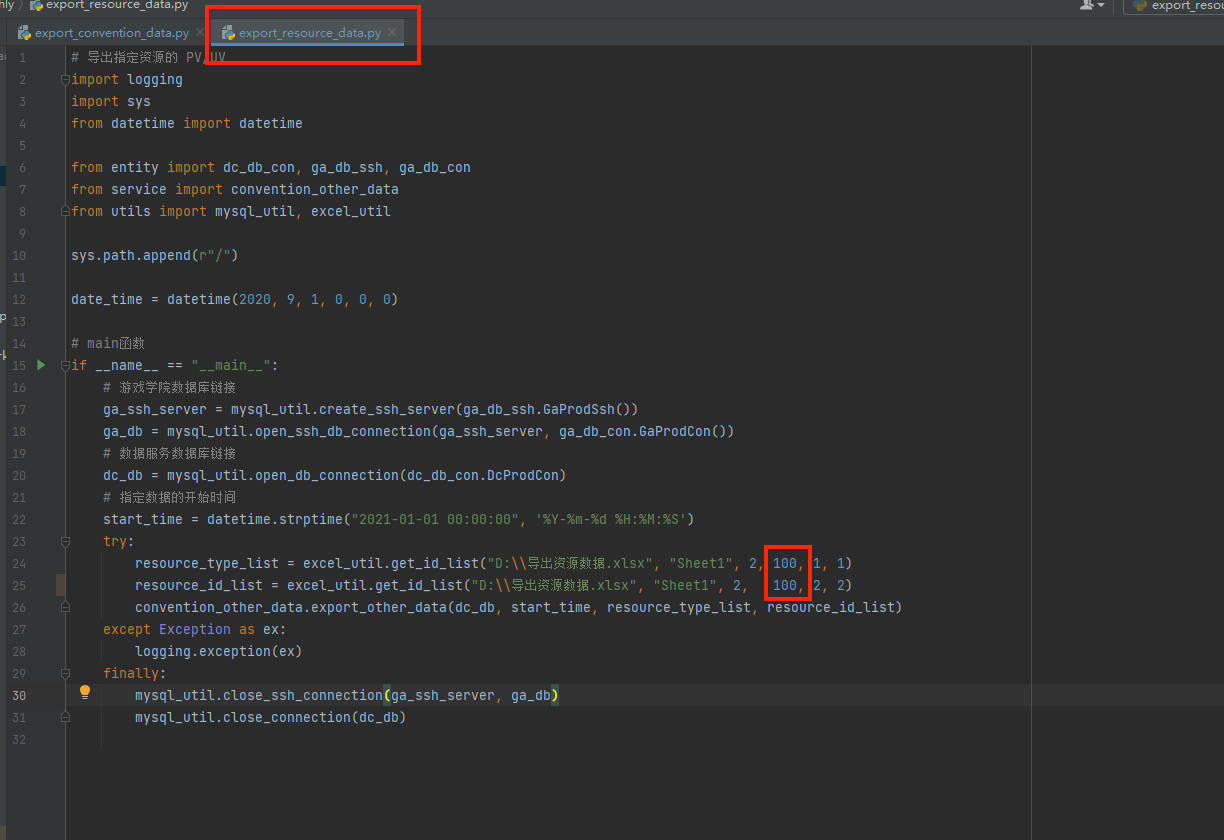 hly export_resource_data.py export_resou
export_convention_data.py export_resource_data.py
1 # 导出指定资源的 PV/UV
2 import logging
3 import sys
4 from datetime import datetime
5
6 from entity import dc_db_con, ga_db_ssh, ga_db_con
7 from service import convention_other_data
8 from utils import mysql_util, excel_util
9
10 sys.path.append(r"/")
11
12 date_time = datetime(2020, 9, 1, 0, 0, 0)
13
14 # main函数
15 if __name__ == "__main__":
16 # 游戏学院数据库链接
17 ga_ssh_server = mysql_util.create_ssh_server(ga_db_ssh.GaProdSsh())
18 ga_db = mysql_util.open_ssh_db_connection(ga_ssh_server, ga_db_con.GaProdCon())
19 # 数据服务数据库链接
20 dc_db = mysql_util.open_db_connection(dc_db_con.DcProdCon)
21 # 指定数据的开始时间
22 start_time = datetime.strptime("2021-01-01 00:00:00", '%Y-%m-%d %H:%M:%S')
23 try:
24 resource_type_list = excel_util.get_id_list("D:\\导出资源数据.xlsx", "Sheet1", 2, 100, 1, 1)
25 resource_id_list = excel_util.get_id_list("D:\\导出资源数据.xlsx", "Sheet1", 2, 100, 2, 2)
26 convention_other_data.export_other_data(dc_db, start_time, resource_type_list, resource_id_list)
27 except Exception as ex:
28 logging.exception(ex)
29 finally:
30 mysql_util.close_ssh_connection(ga_ssh_server, ga_db)
31 mysql_util.close_connection(dc_db)
32